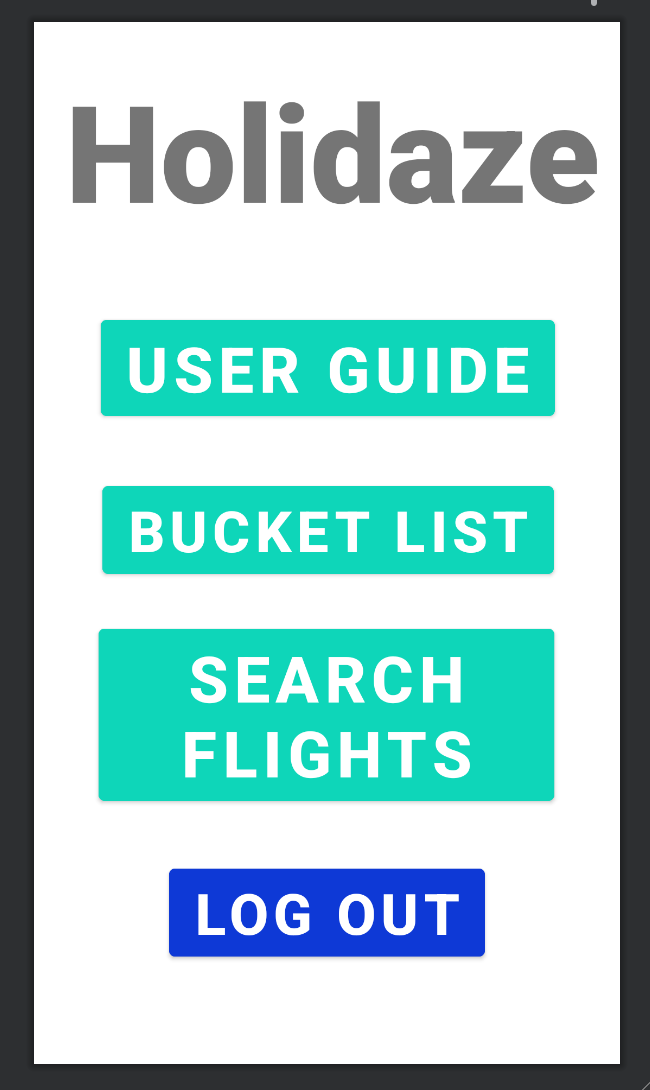 Holidaze
USER GUIDE
BUCKET LIST
SEARCH
FLIGHTS
LOG OUT